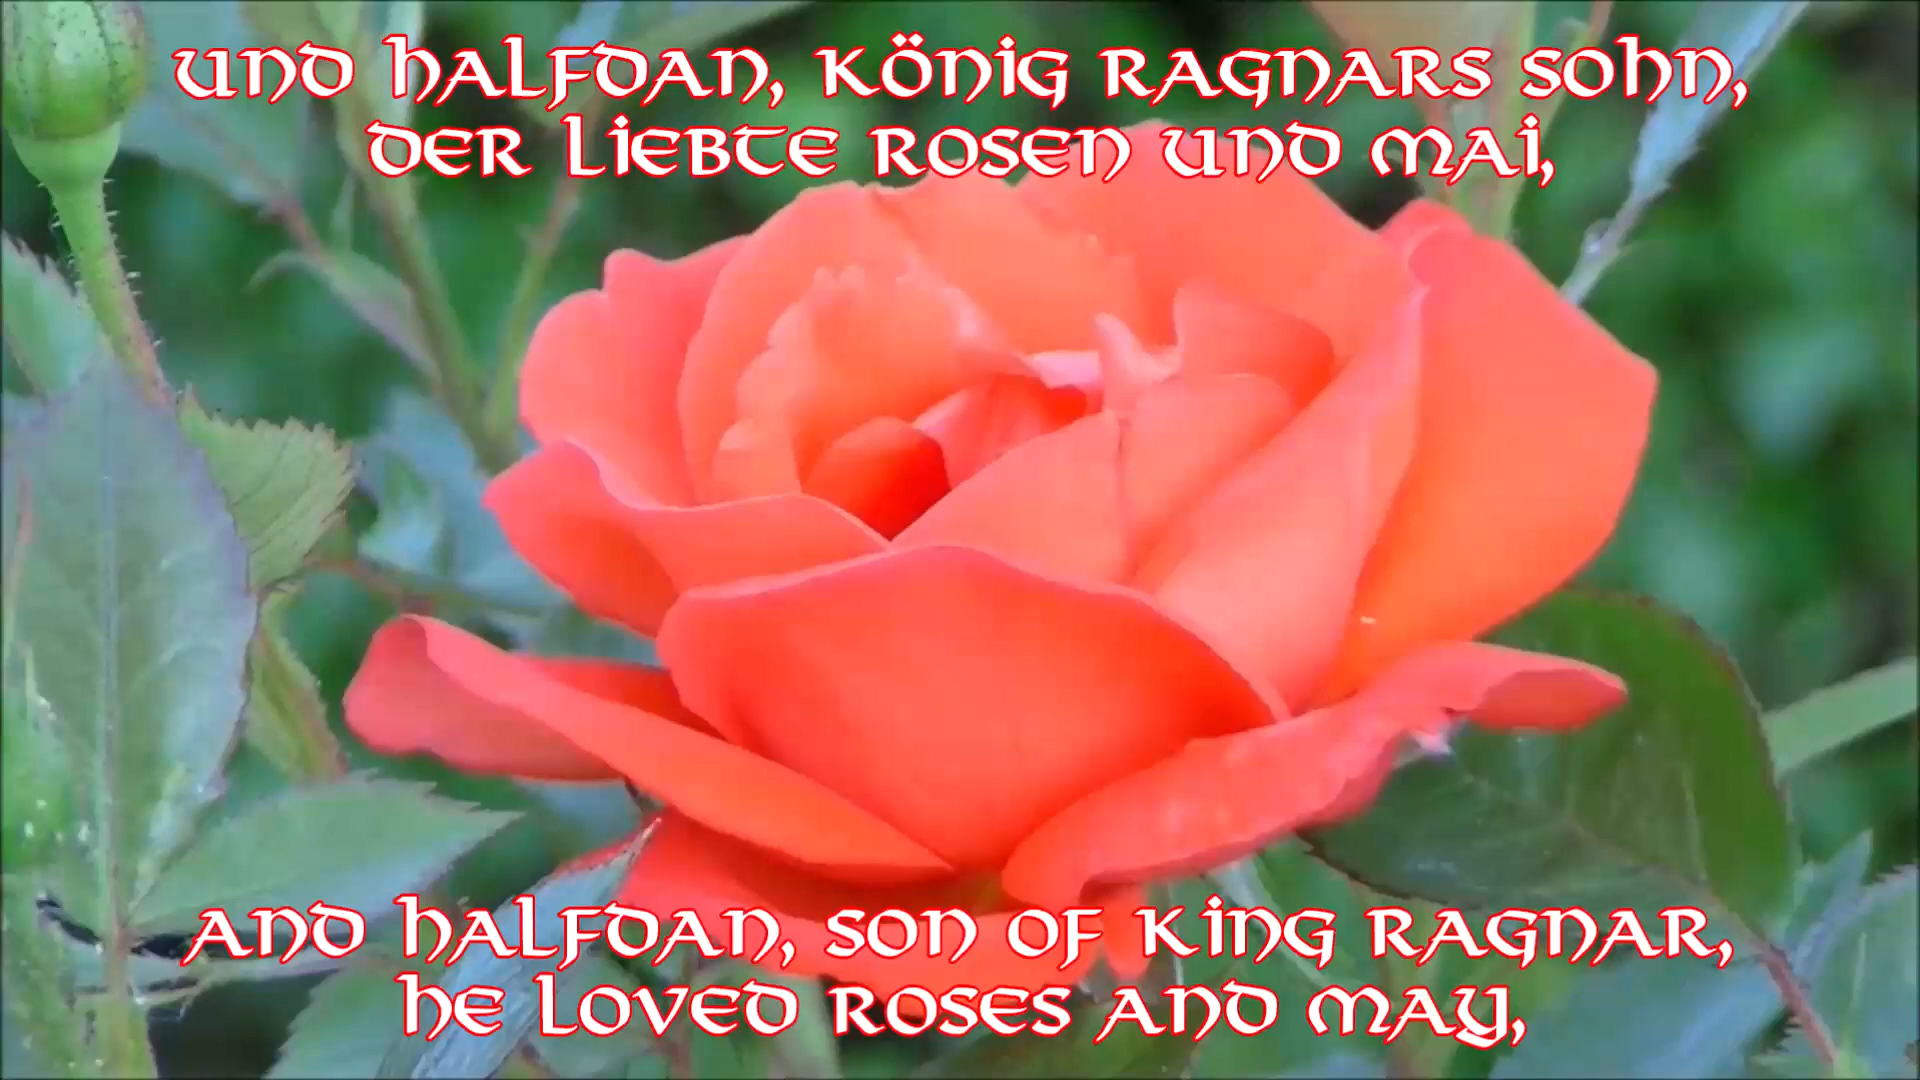 und Halfdan, König Ragnars Sohn,
der liebte Rosen und Mai,
and Halfdan, son of King Ragnar,
he loved roses and May,